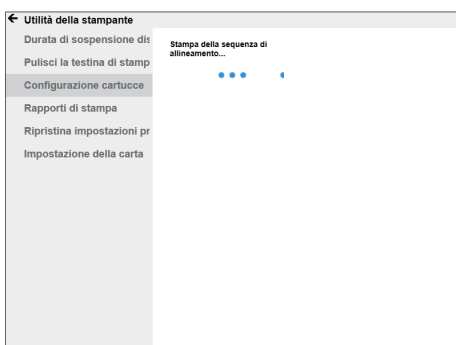 Utilità della stampante
Durata di sospensione dis
Pulisci la testina di stamp
Configurazione cartucce
Rapporti di stampa
Ripristina impostazioni pr
Impostazione della carta
Stampa della sequenza di
allineamento...